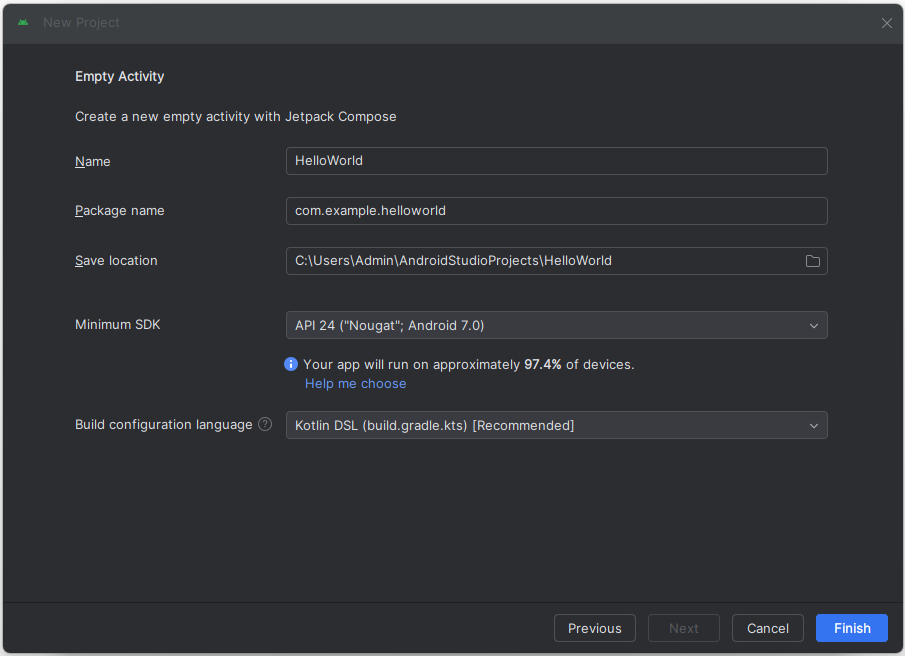 New Project
Empty Activity
Create a new empty activity with Jetpack Compose
Name
HelloWorld
Package name
com.example.helloworld
Save location
C:\Users\Admin\AndroidStudioProjects\HelloWorld
Minimum SDK
API 24 ("Nougat"; Android 7.0)
Your app will run on approximately 97.4% of devices.
Help me choose
Build configuration language ?
Kotlin DSL (build.gradle.kts) [Recommended]
Previous
Next
Cancel
Finish